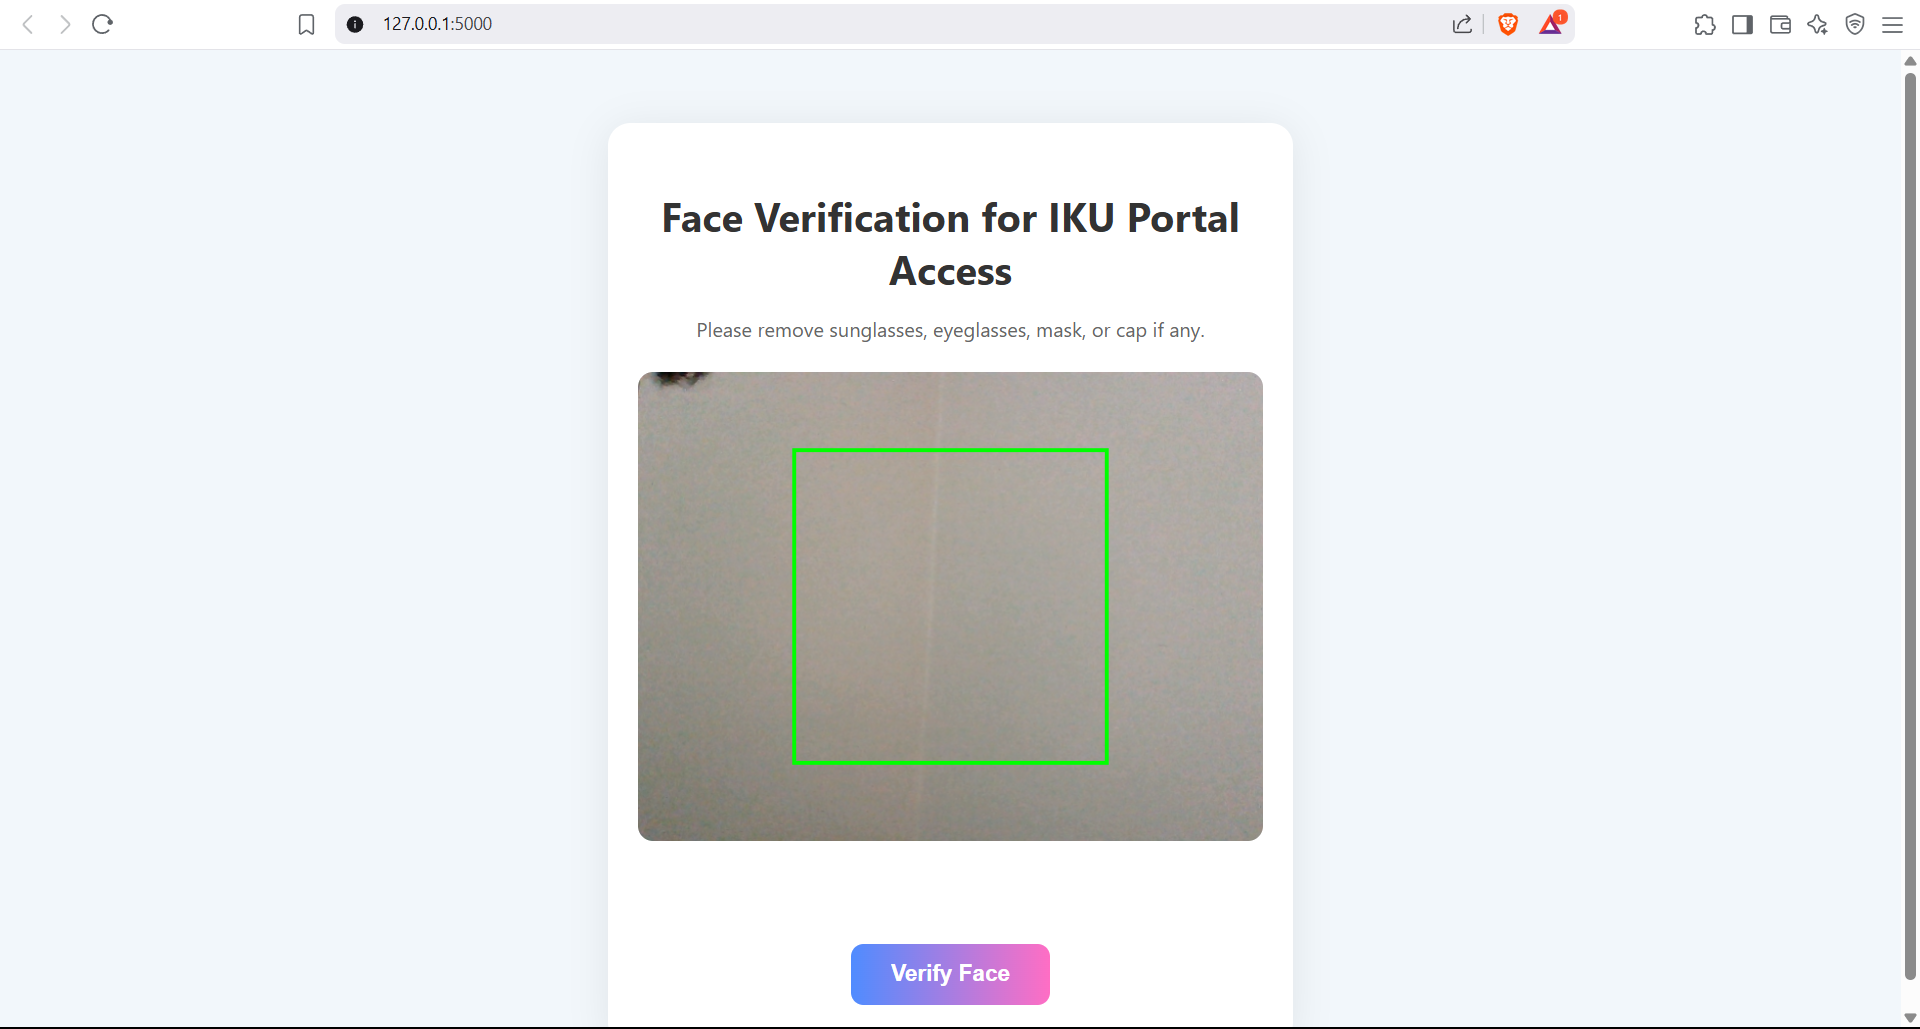 127.0.0.1:5000
1
Face Verification for IKU Portal
Access
Please remove sunglasses, eyeglasses, mask, or cap if any.
Verify Face